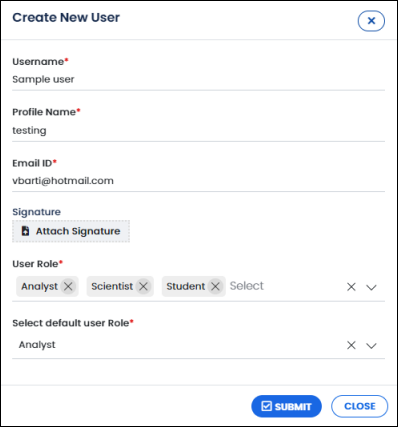 Create New User
Username*
Sample user
Profile Name*
testing
Email ID*
vbarti@hotmail.com
Signature
Attach Signature
User Role*
Analyst Scientist Student Select
Select default user Role*
Analyst
SUBMIT CLOSE